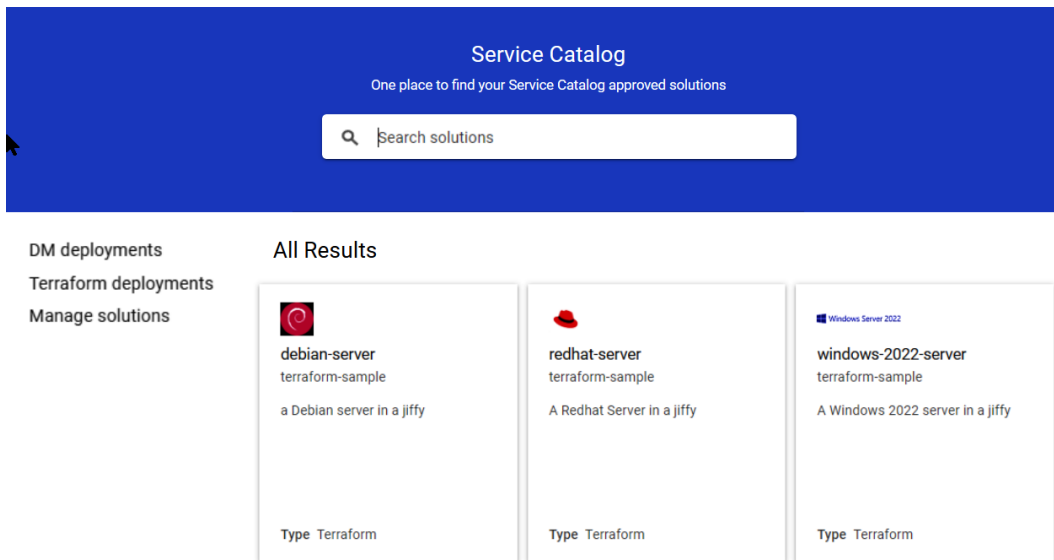 Service Catalog
One place to find your Service Catalog approved solutions
Search solutions
DM deployments
Terraform deployments
Manage solutions
All Results
debian-server
terraform-sample
a Debian server in a jiffy
Type Terraform
redhat-server
terraform-sample
A Redhat Server in a jiffy
Type Terraform
Windows Server 2022
windows-2022-server
terraform-sample
A Windows 2022 server in a jiffy
Type Terraform